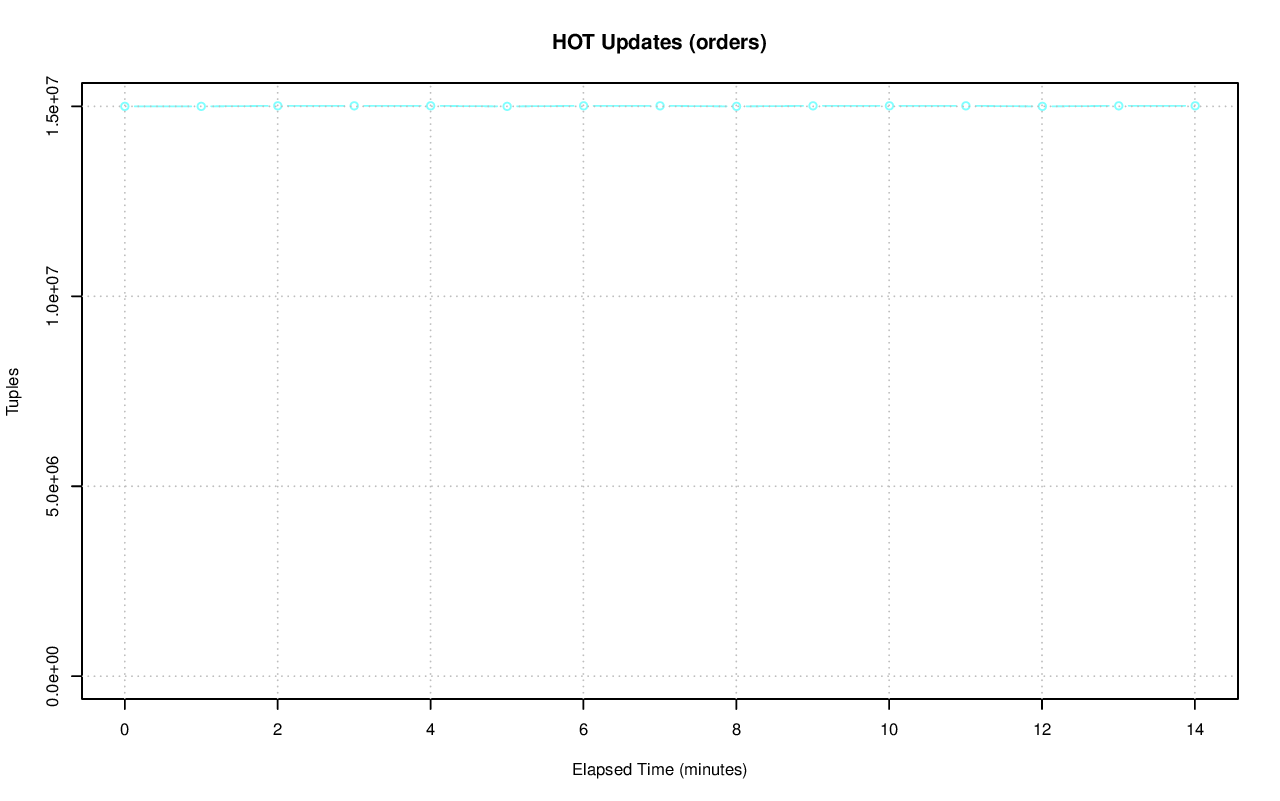 HOT Updates (orders)
1.5e+07
1.0e+07
5.0e+06
0.0e+00
Tuples
0 2 4 6 8 10 12 14
Elapsed Time (minutes)